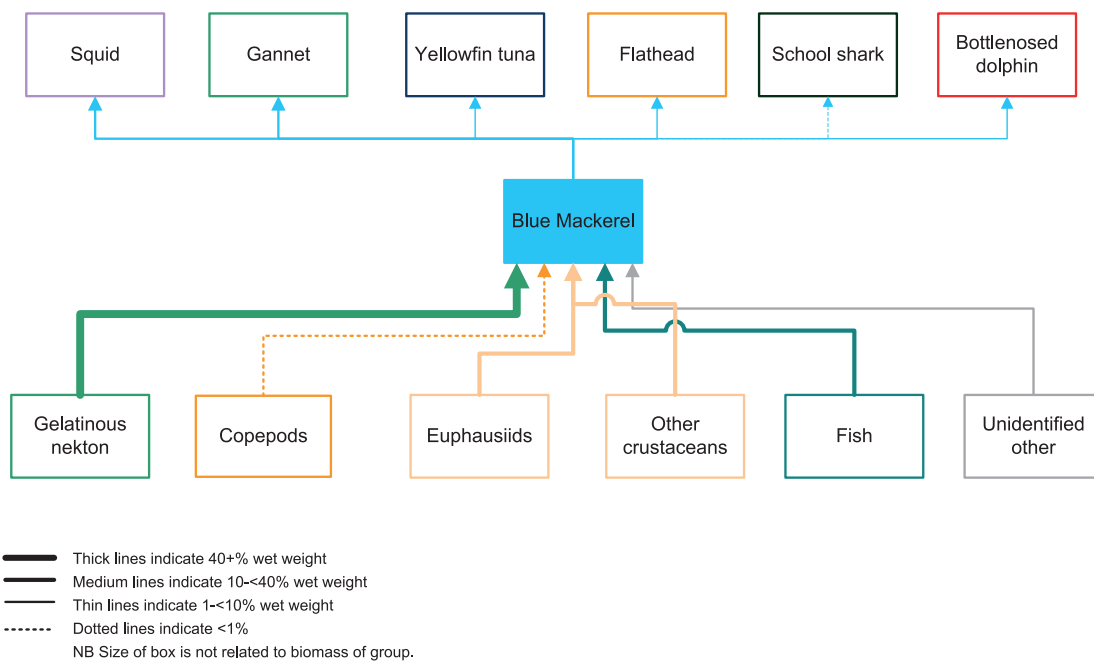 Squid
Gannet
Yellowfin tuna
Flathead
School shark
Bottlenosed
dolphin
Blue Mackerel
Gelatinous
nekton
Copepods
Euphausiids
Other
crustaceans
Fish
Unidentified
other
Thick lines indicate 40+% wet weight
Medium lines indicate 10-<40% wet weight
Thin lines indicate 1-<10% wet weight
Dotted lines indicate <1%
NB Size of box is not related to biomass of group.